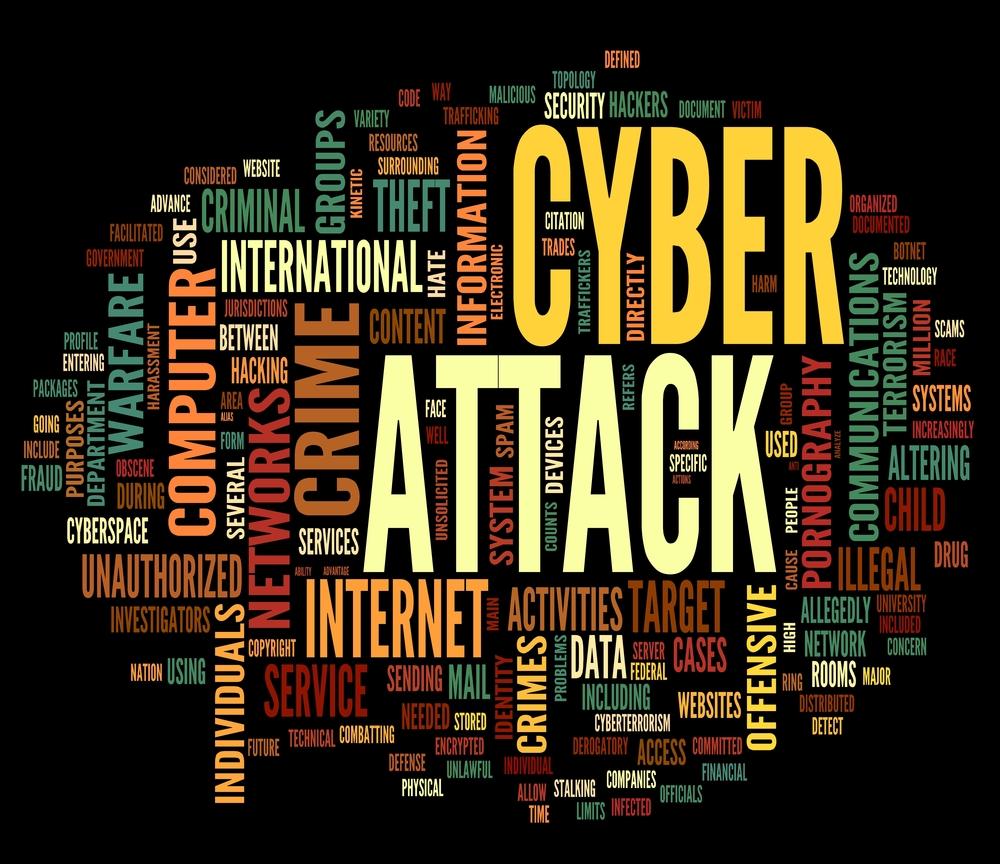 DEFINED
TOPOLOGY
CODE
WAY
MALICIOUS
SECURITY
HACKERS
DOCUMENT
VICTIM
VARIETY
TRAFFICKING
RESOURCES
SURROUNDING
GROUPS
KINETIC
THEFT
INFORMATION
ELECTRONIC
CYBER
CITATION
TRADES
TRAFFICKERS
DIRECTLY
HARM
ORGANIZED
DOCUMENTED
BOTNET
TECHNOLOGY
CONSIDERED
WEBSITE
ADVANCE
CRIMINAL
FACILITATED
USE
GOVERNMENT
INTERNATIONAL
HATE
JURISDICTIONS
BETWEEN
HACKING
CONTENT
CRIME
WARFARE
HARASSMENT
COMPUTER
PROFILE
ENTERING
PACKAGES
GOING
INCLUDE
FRAUD
PURPOSES
DEPARTMENT
OBSCENE
DURING
CYBERSPACE
AREA
ALIAS
FORM
SEVERAL
NETWORKS
SERVICES
ABILITY
ADVANTAGE
ATTACK
FACE
WELL
UNSOLICITED
SPAM
SYSTEM
DEVICES
COUNTS
REFERS
ACCORDING
SPECIFIC
ACTIONS
GROUP
USED
ANTI
PEOPLE
CAUSE
PORNOGRAPHY
ANALYZE
COMMUNICATIONS
TERRORISM
MILLION
SCAMS
RACE
SYSTEMS
INCREASINGLY
ALTERING
CHILD
DRUG
ILLEGAL
UNAUTHORIZED
INVESTIGATORS
INDIVIDUALS
INTERNET
MAIN
ACTIVITIES
TARGET
OFFENSIVE
HIGH
ALLEGEDLY
UNIVERSITY
INCLUDED
NETWORK
CONCERN
COPYRIGHT
NATION
USING
SERVICE
SENDING
MAIL
IDENTITY
CRIMES
PROBLEMS
DATA
SERVER
FEDERAL
CASES
ROOMS
MAJOR
RING
DISTRIBUTED
DETECT
INCLUDING
WEBSITES
CYBERTERRORISM
NEEDED
STORED
FUTURE
TECHNICAL
COMBATTING
ENCRYPTED
DEFENSE
UNLAWFUL
INDIVIDUAL
DEROGATORY
ACCESS
COMMITTED
FINANCIAL
PHYSICAL
ALLOW
STALKING
COMPANIES
OFFICIALS
TIME
LIMITS
INFECTED